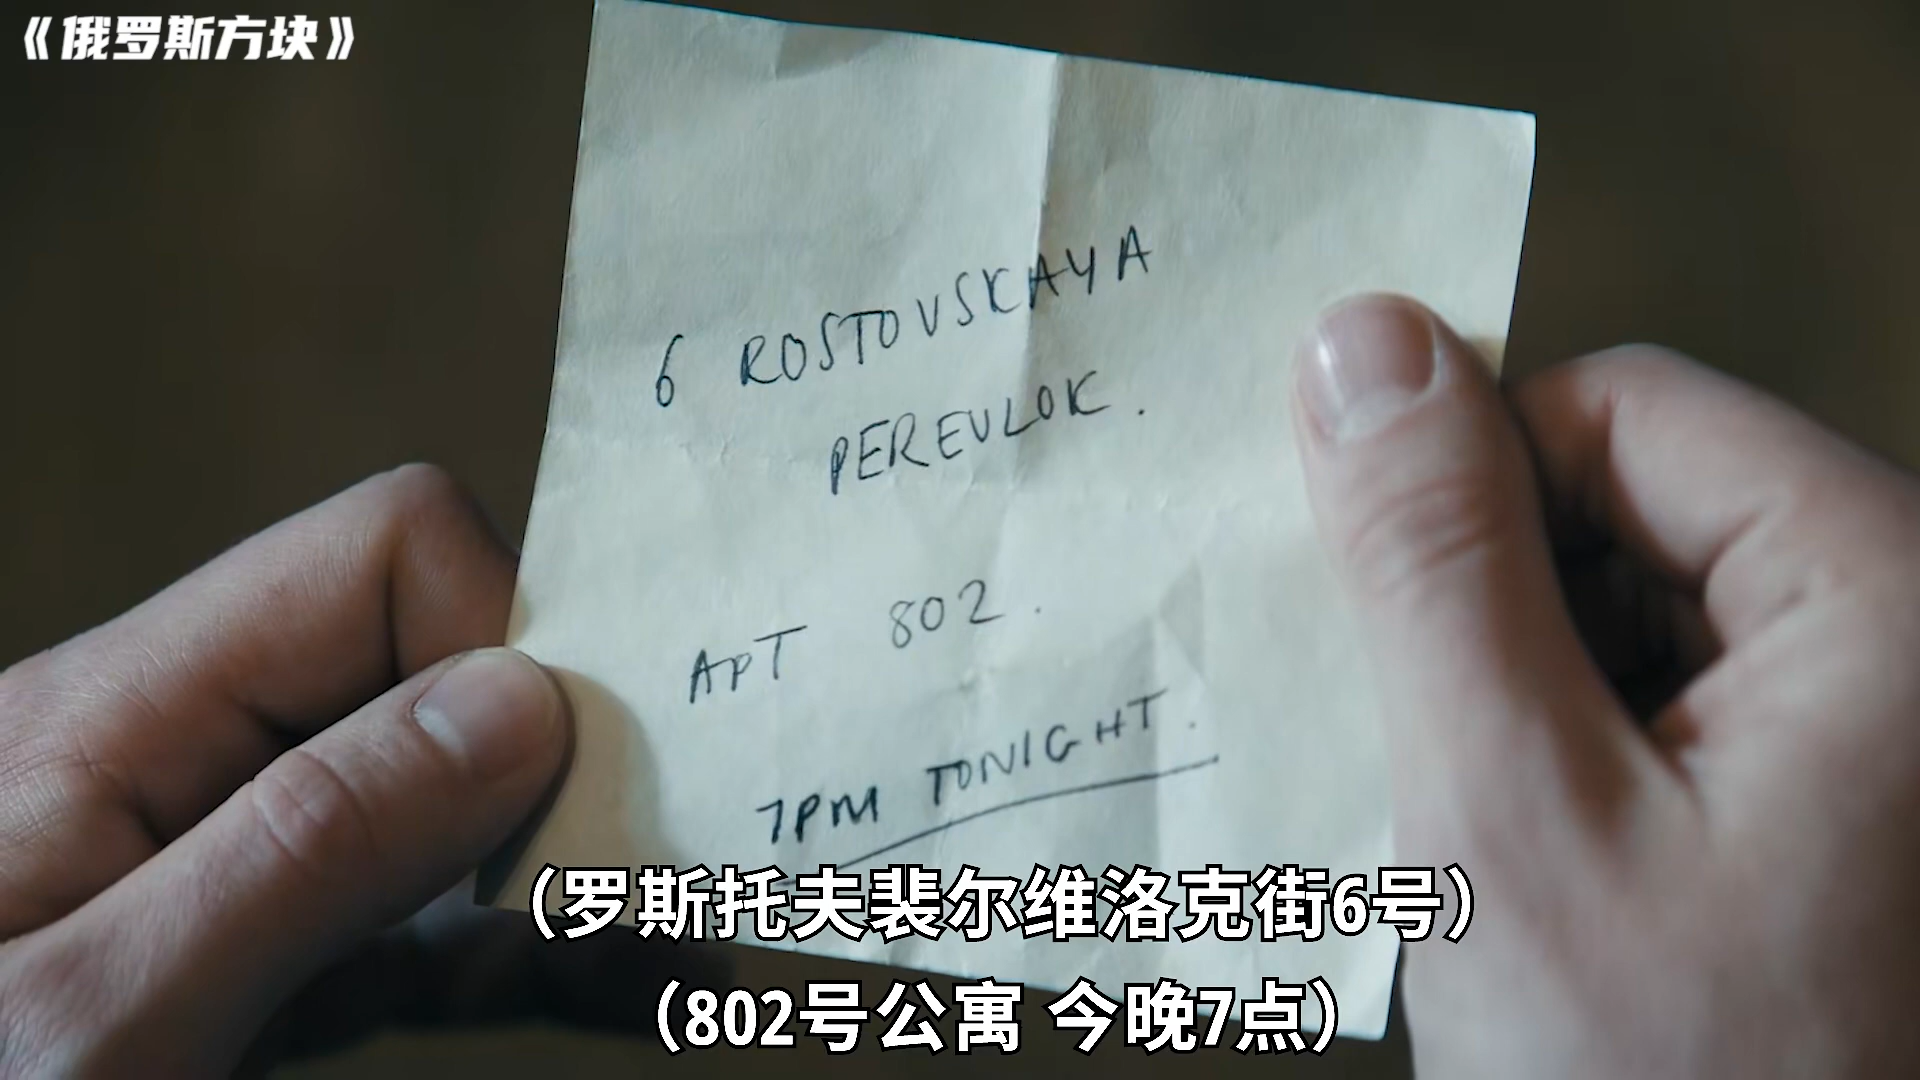 《俄罗斯方块》
6 ROSTOVSKAYA
PEREULOK.
APT 802.
7PM TONIGHT.
（罗斯托夫裴尔维洛克街6号）
（802号公寓 今晚7点）